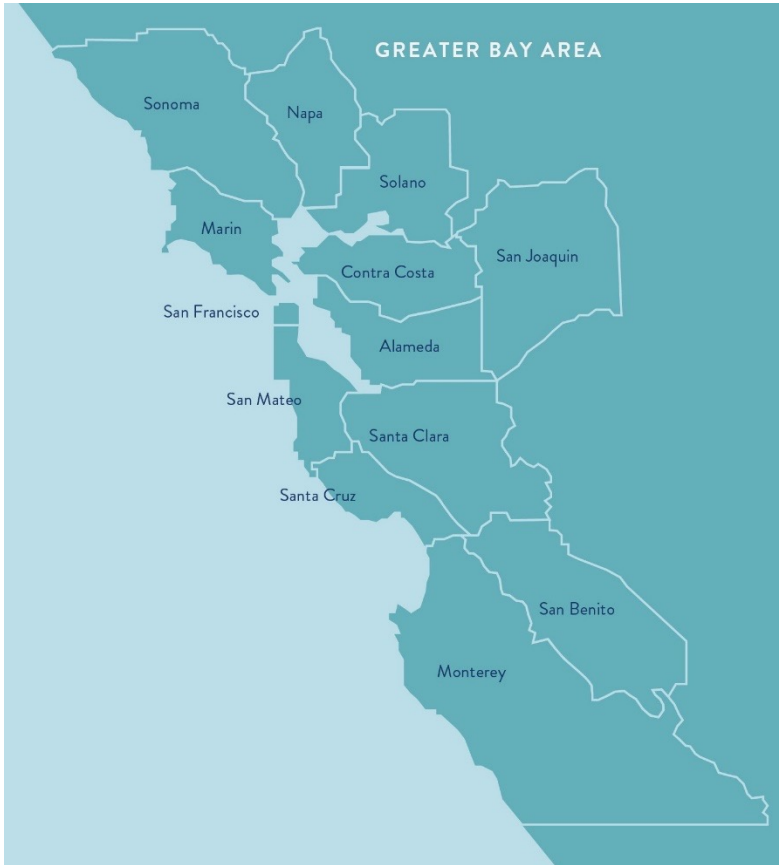 GREATER BAY AREA
Sonoma
Napa
Solano
Marin
San Joaquin
Contra Costa
San Francisco
Alameda
San Mateo
Santa Clara
Santa Cruz
San Benito
Monterey